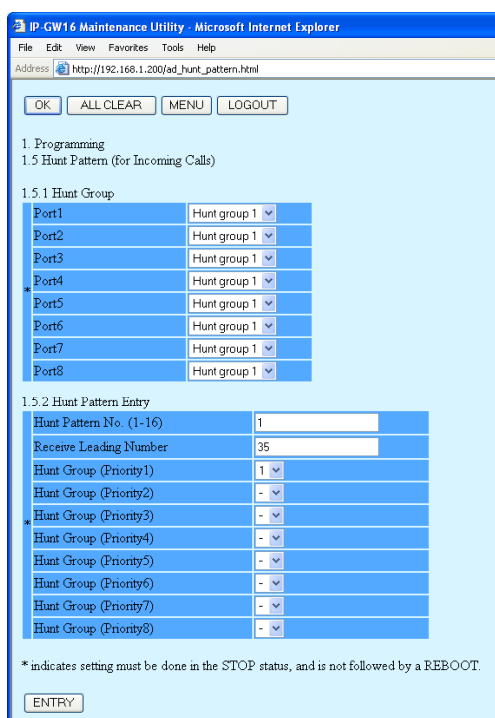 IP-GW16 Maintenance Utility - Microsoft Internet Explorer
File Edit View Favorites Tools Help
Address http://192.168.1.200/ad_hunt_pattern.html
OK ALL CLEAR MENU LOGOUT
1. Programming
1.5 Hunt Pattern (for Incoming Calls)
1.5.1 Hunt Group
Port1 Hunt group 1
Port2 Hunt group 1
Port3 Hunt group 1
* Port4 Hunt group 1
Port5 Hunt group 1
Port6 Hunt group 1
Port7 Hunt group 1
Port8 Hunt group 1
1.5.2 Hunt Pattern Entry
Hunt Pattern No. (1-16) 1
Receive Leading Number 35
Hunt Group (Priority1) 1
Hunt Group (Priority2) -
* Hunt Group (Priority3) -
Hunt Group (Priority4) -
Hunt Group (Priority5) -
Hunt Group (Priority6) -
Hunt Group (Priority7) -
Hunt Group (Priority8) -
* indicates setting must be done in the STOP status, and is not followed by a REBOOT.
ENTRY